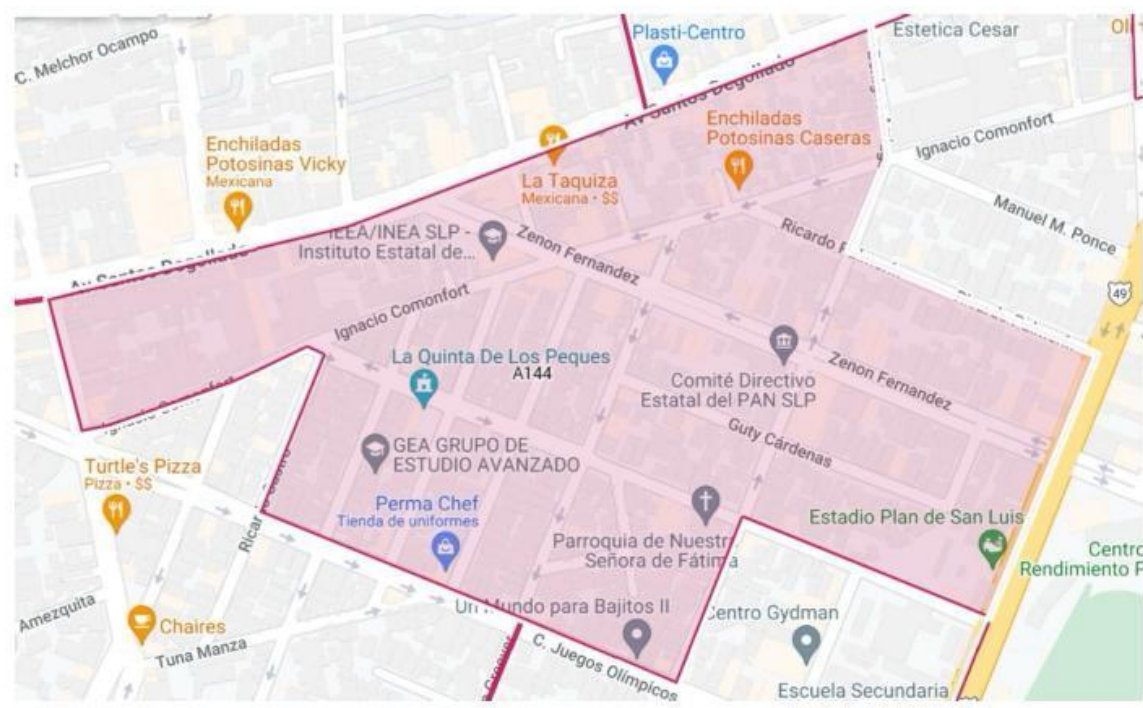 C. Melchor Ocampo
Plasti-Centro
Estetica Cesar
Av Santos Degollado
Enchiladas
Potosinas Caseras
Ignacio Comonfort
Enchiladas
Potosinas Vicky
Mexicana
La Taquiza
Mexicana • $$
Manuel M. Ponce
IEEA/INEA SLP -
Instituto Estatal de...
Zenon Fernandez
Ricardo
49
Ignacio Comonfort
La Quinta De Los Peques
A144
Comité Directivo
Estatal del PAN SLP
Zenon Fernandez
Guty Cárdenas
GEA GRUPO DE
ESTUDIO AVANZADO
Turtle's Pizza
Pizza • $$
Perma Chef
Tienda de uniformes
Estadio Plan de San Luis
Parroquia de Nuestr
Señora de Fátima
Centro
Rendimiento
Amezquita
Chaires
Tuna Manza
Un Mundo para Bajitos II
Centro Gydman
C. Juegos Olímpicos
Escuela Secundaria